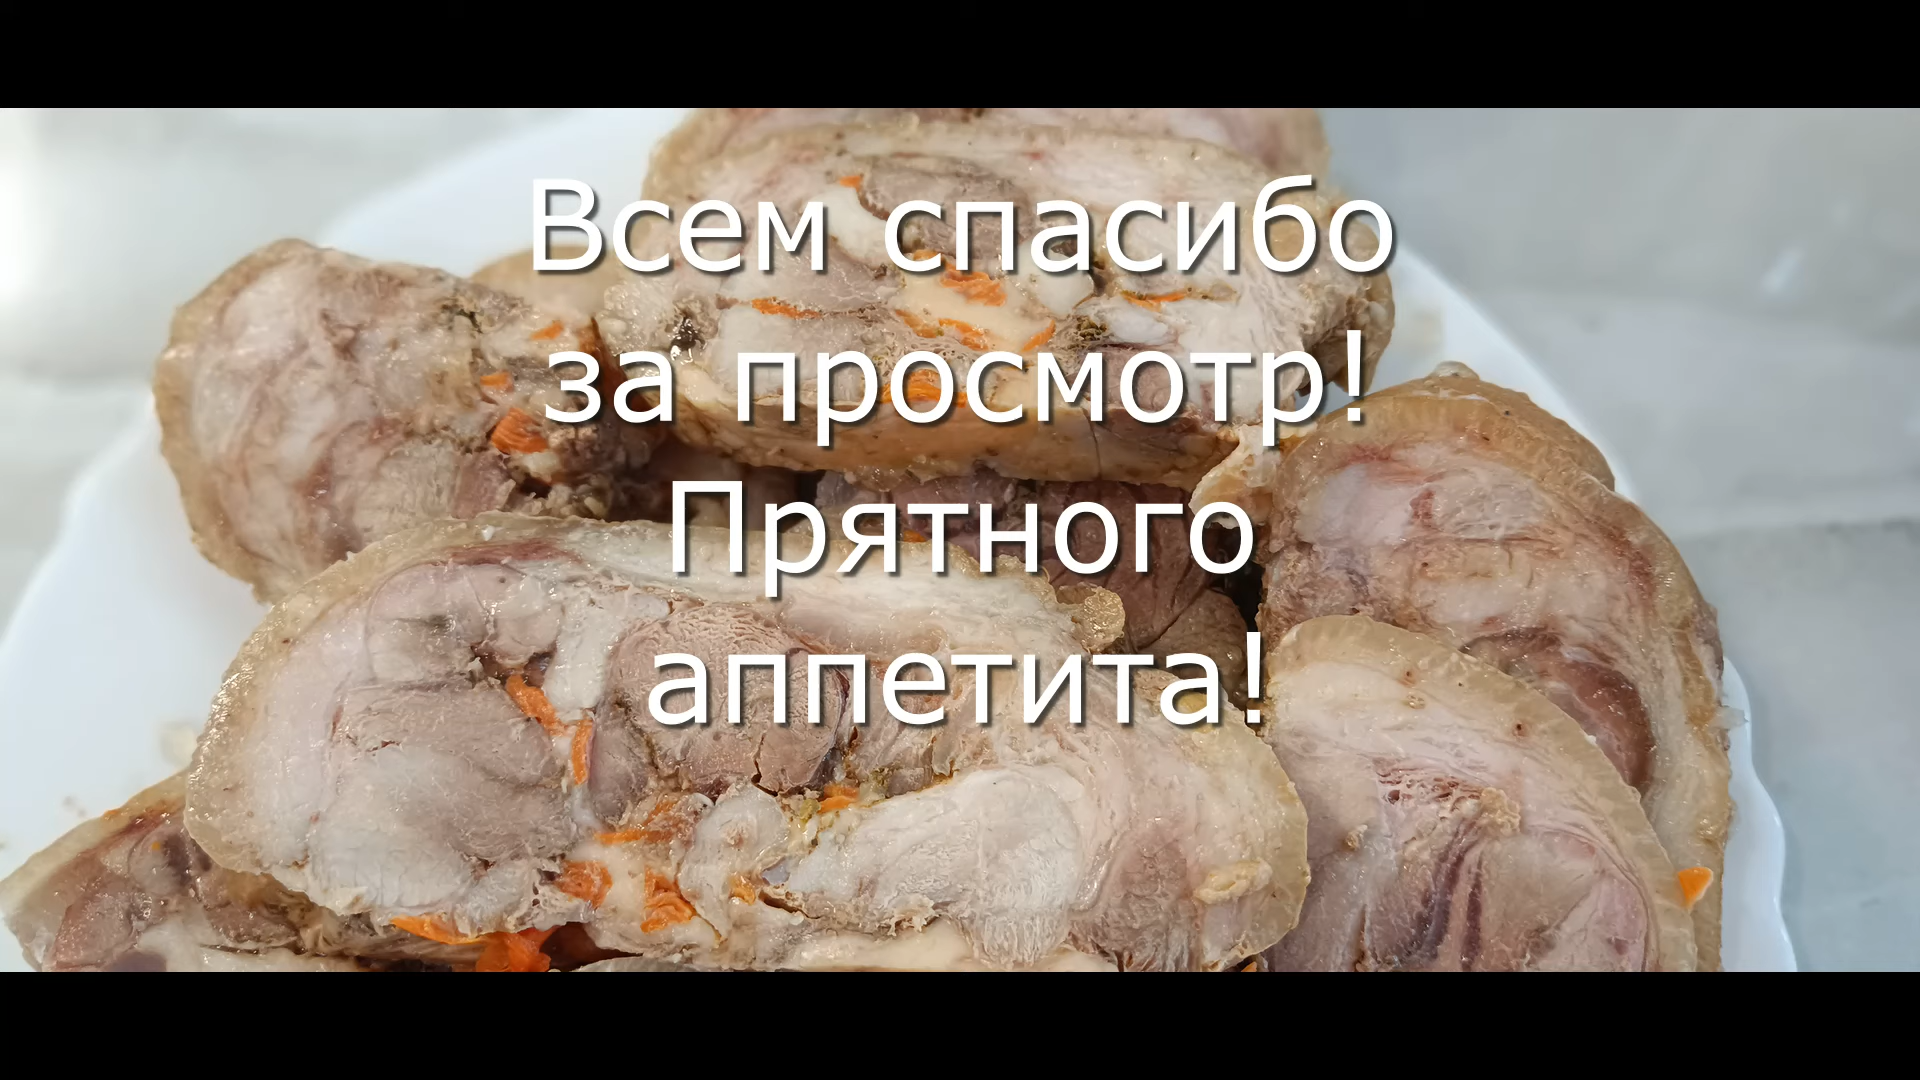 Всем спасибо
за просмотр!
Прятного
аппетита!